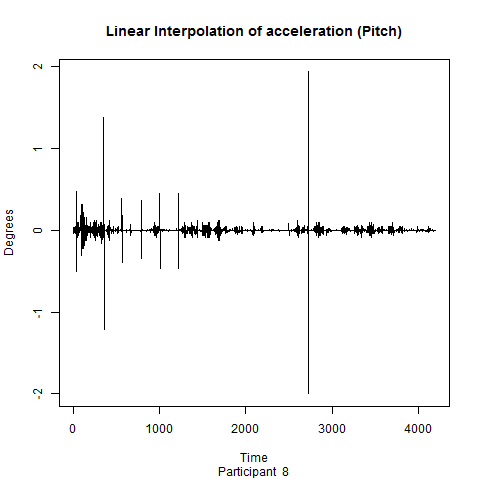 Linear Interpolation of acceleration (Pitch)
2
1
0
-1
-2
Degrees
0 1000 2000 3000 4000
Time
Participant 8